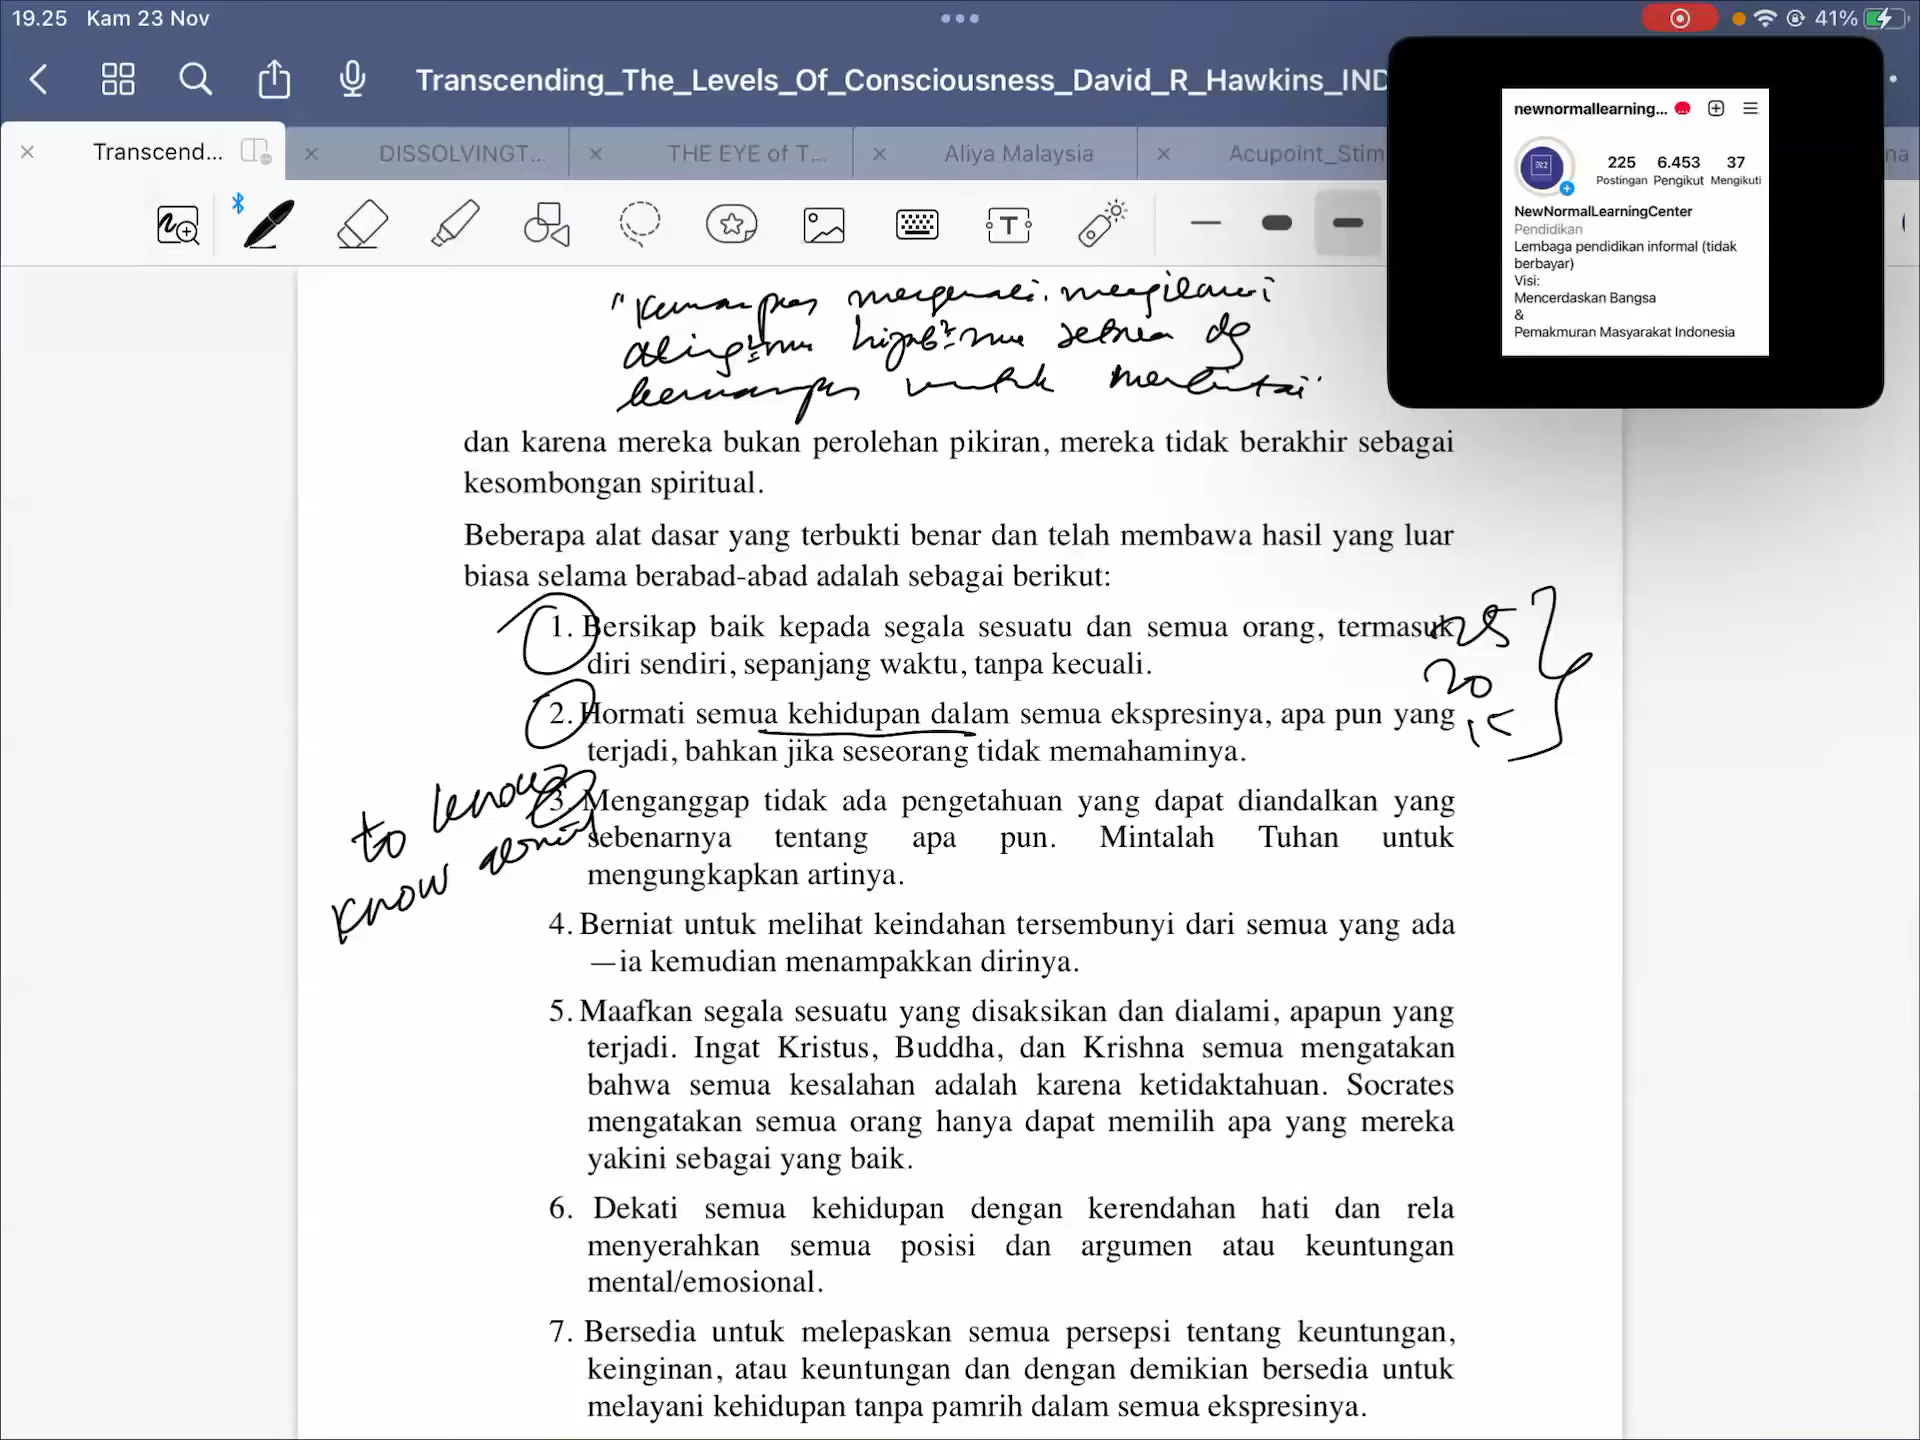 19.25 Kam 23 Nov
41%
Transcending_The_Levels_Of_Consciousness_David_R_Hawkins_IND
Transcend...
DISSOLVINGT...
THE EYE of T...
Aliya Malaysia
Acupoint_Stim
na
newnormallearning...
225 6.453 37
Postingan Pengikut Mengikuti
NewNormalLearningCenter
Pendidikan
Lembaga pendidikan informal (tidak
berbayar)
Visi:
Mencerdaskan Bangsa
&
Pemakmuran Masyarakat Indonesia
untuk
dan karena mereka bukan perolehan pikiran, mereka tidak berakhir sebagai
kesombongan spiritual.
Beberapa alat dasar yang terbukti benar dan telah membawa hasil yang luar
biasa selama berabad-abad adalah sebagai berikut:
1. Bersikap baik kepada segala sesuatu dan semua orang, termasuk
diri sendiri, sepanjang waktu, tanpa kecuali.
20
2. Hormati semua kehidupan dalam semua ekspresinya, apa pun yang
terjadi, bahkan jika seseorang tidak memahaminya.
to know
know about
3. Menganggap tidak ada pengetahuan yang dapat diandalkan yang
sebenarnya tentang apa pun. Mintalah Tuhan untuk
mengungkapkan artinya.
4. Berniat untuk melihat keindahan tersembunyi dari semua yang ada
—ia kemudian menampakkan dirinya.
5. Maafkan segala sesuatu yang disaksikan dan dialami, apapun yang
terjadi. Ingat Kristus, Buddha, dan Krishna semua mengatakan
bahwa semua kesalahan adalah karena ketidaktahuan. Socrates
mengatakan semua orang hanya dapat memilih apa yang mereka
yakini sebagai yang baik.
6. Dekati semua kehidupan dengan kerendahan hati dan rela
menyerahkan semua posisi dan argumen atau keuntungan
mental/emosional.
7. Bersedia untuk melepaskan semua persepsi tentang keuntungan,
keinginan, atau keuntungan dan dengan demikian bersedia untuk
melayani kehidupan tanpa pamrih dalam semua ekspresinya.